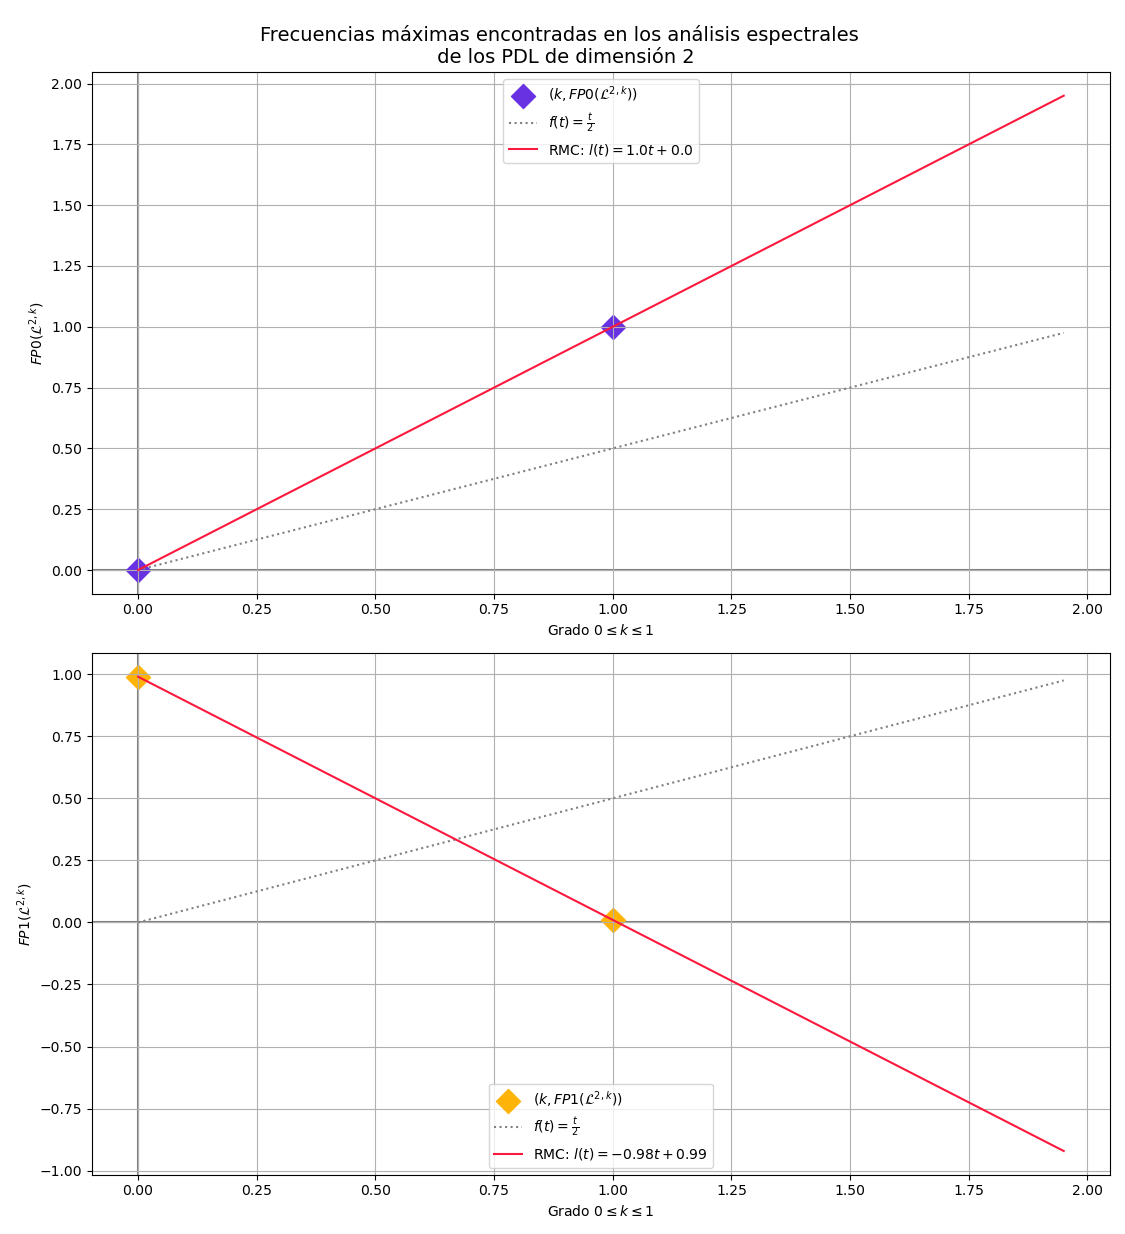 Frecuencias máximas encontradas en los análisis espectrales
de los PDL de dimensión 2
2.00
1.75
1.50
1.25
1.00
0.75
0.50
0.25
0.00
FP0(ℒ^{2,k})
(k, FP0(ℒ^{2,k}))
f(t) = t/2
RMC: l(t) = 1.0t + 0.0
0.00 0.25 0.50 0.75 1.00 1.25 1.50 1.75 2.00
Grado 0 ≤ k ≤ 1
1.00
0.75
0.50
0.25
0.00
−0.25
−0.50
−0.75
−1.00
FP1(ℒ^{2,k})
(k, FP1(ℒ^{2,k}))
f(t) = t/2
RMC: l(t) = −0.98t + 0.99
0.00 0.25 0.50 0.75 1.00 1.25 1.50 1.75 2.00
Grado 0 ≤ k ≤ 1